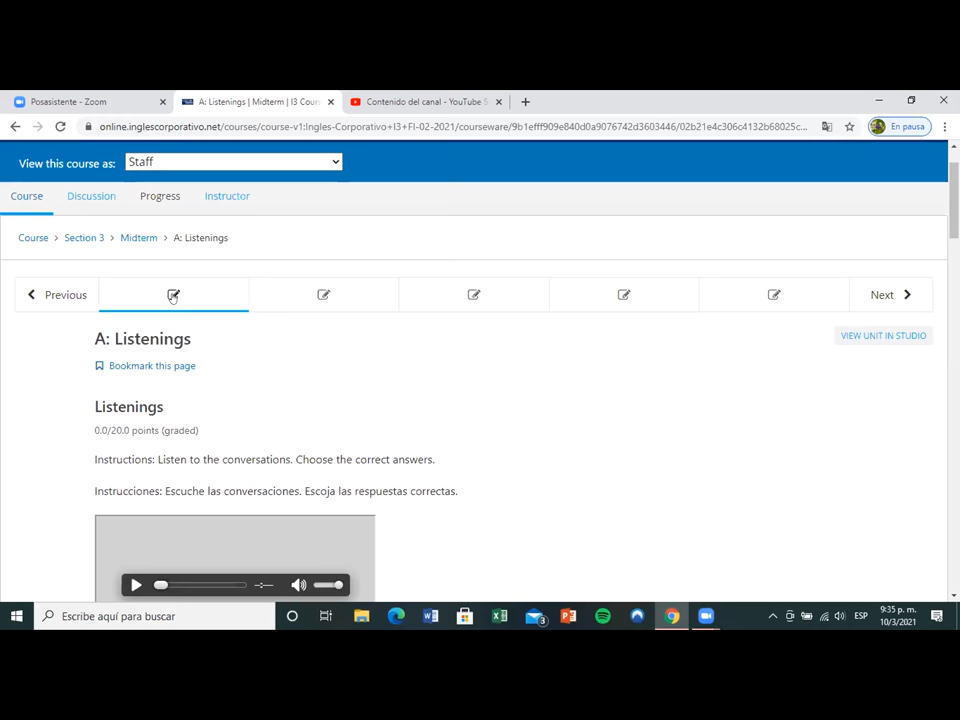 Posasistente - Zoom
A: Listenings | Midterm | I3 Cours
Contenido del canal - YouTube S
online.inglescorporativo.net/courses/course-v1:Ingles-Corporativo+I3+FI-02-2021/courseware/9b1efff909e840d0a9076742d3603446/02b21e4c306c4132b68025c...
En pausa
View this course as:
Staff
Course
Discussion
Progress
Instructor
Course > Section 3 > Midterm > A: Listenings
Previous
Next
A: Listenings
VIEW UNIT IN STUDIO
Bookmark this page
Listenings
0.0/20.0 points (graded)
Instructions: Listen to the conversations. Choose the correct answers.
Instrucciones: Escuche las conversaciones. Escoja las respuestas correctas.
-:--
Escribe aquí para buscar
3
ESP
9:35 p. m.
10/3/2021